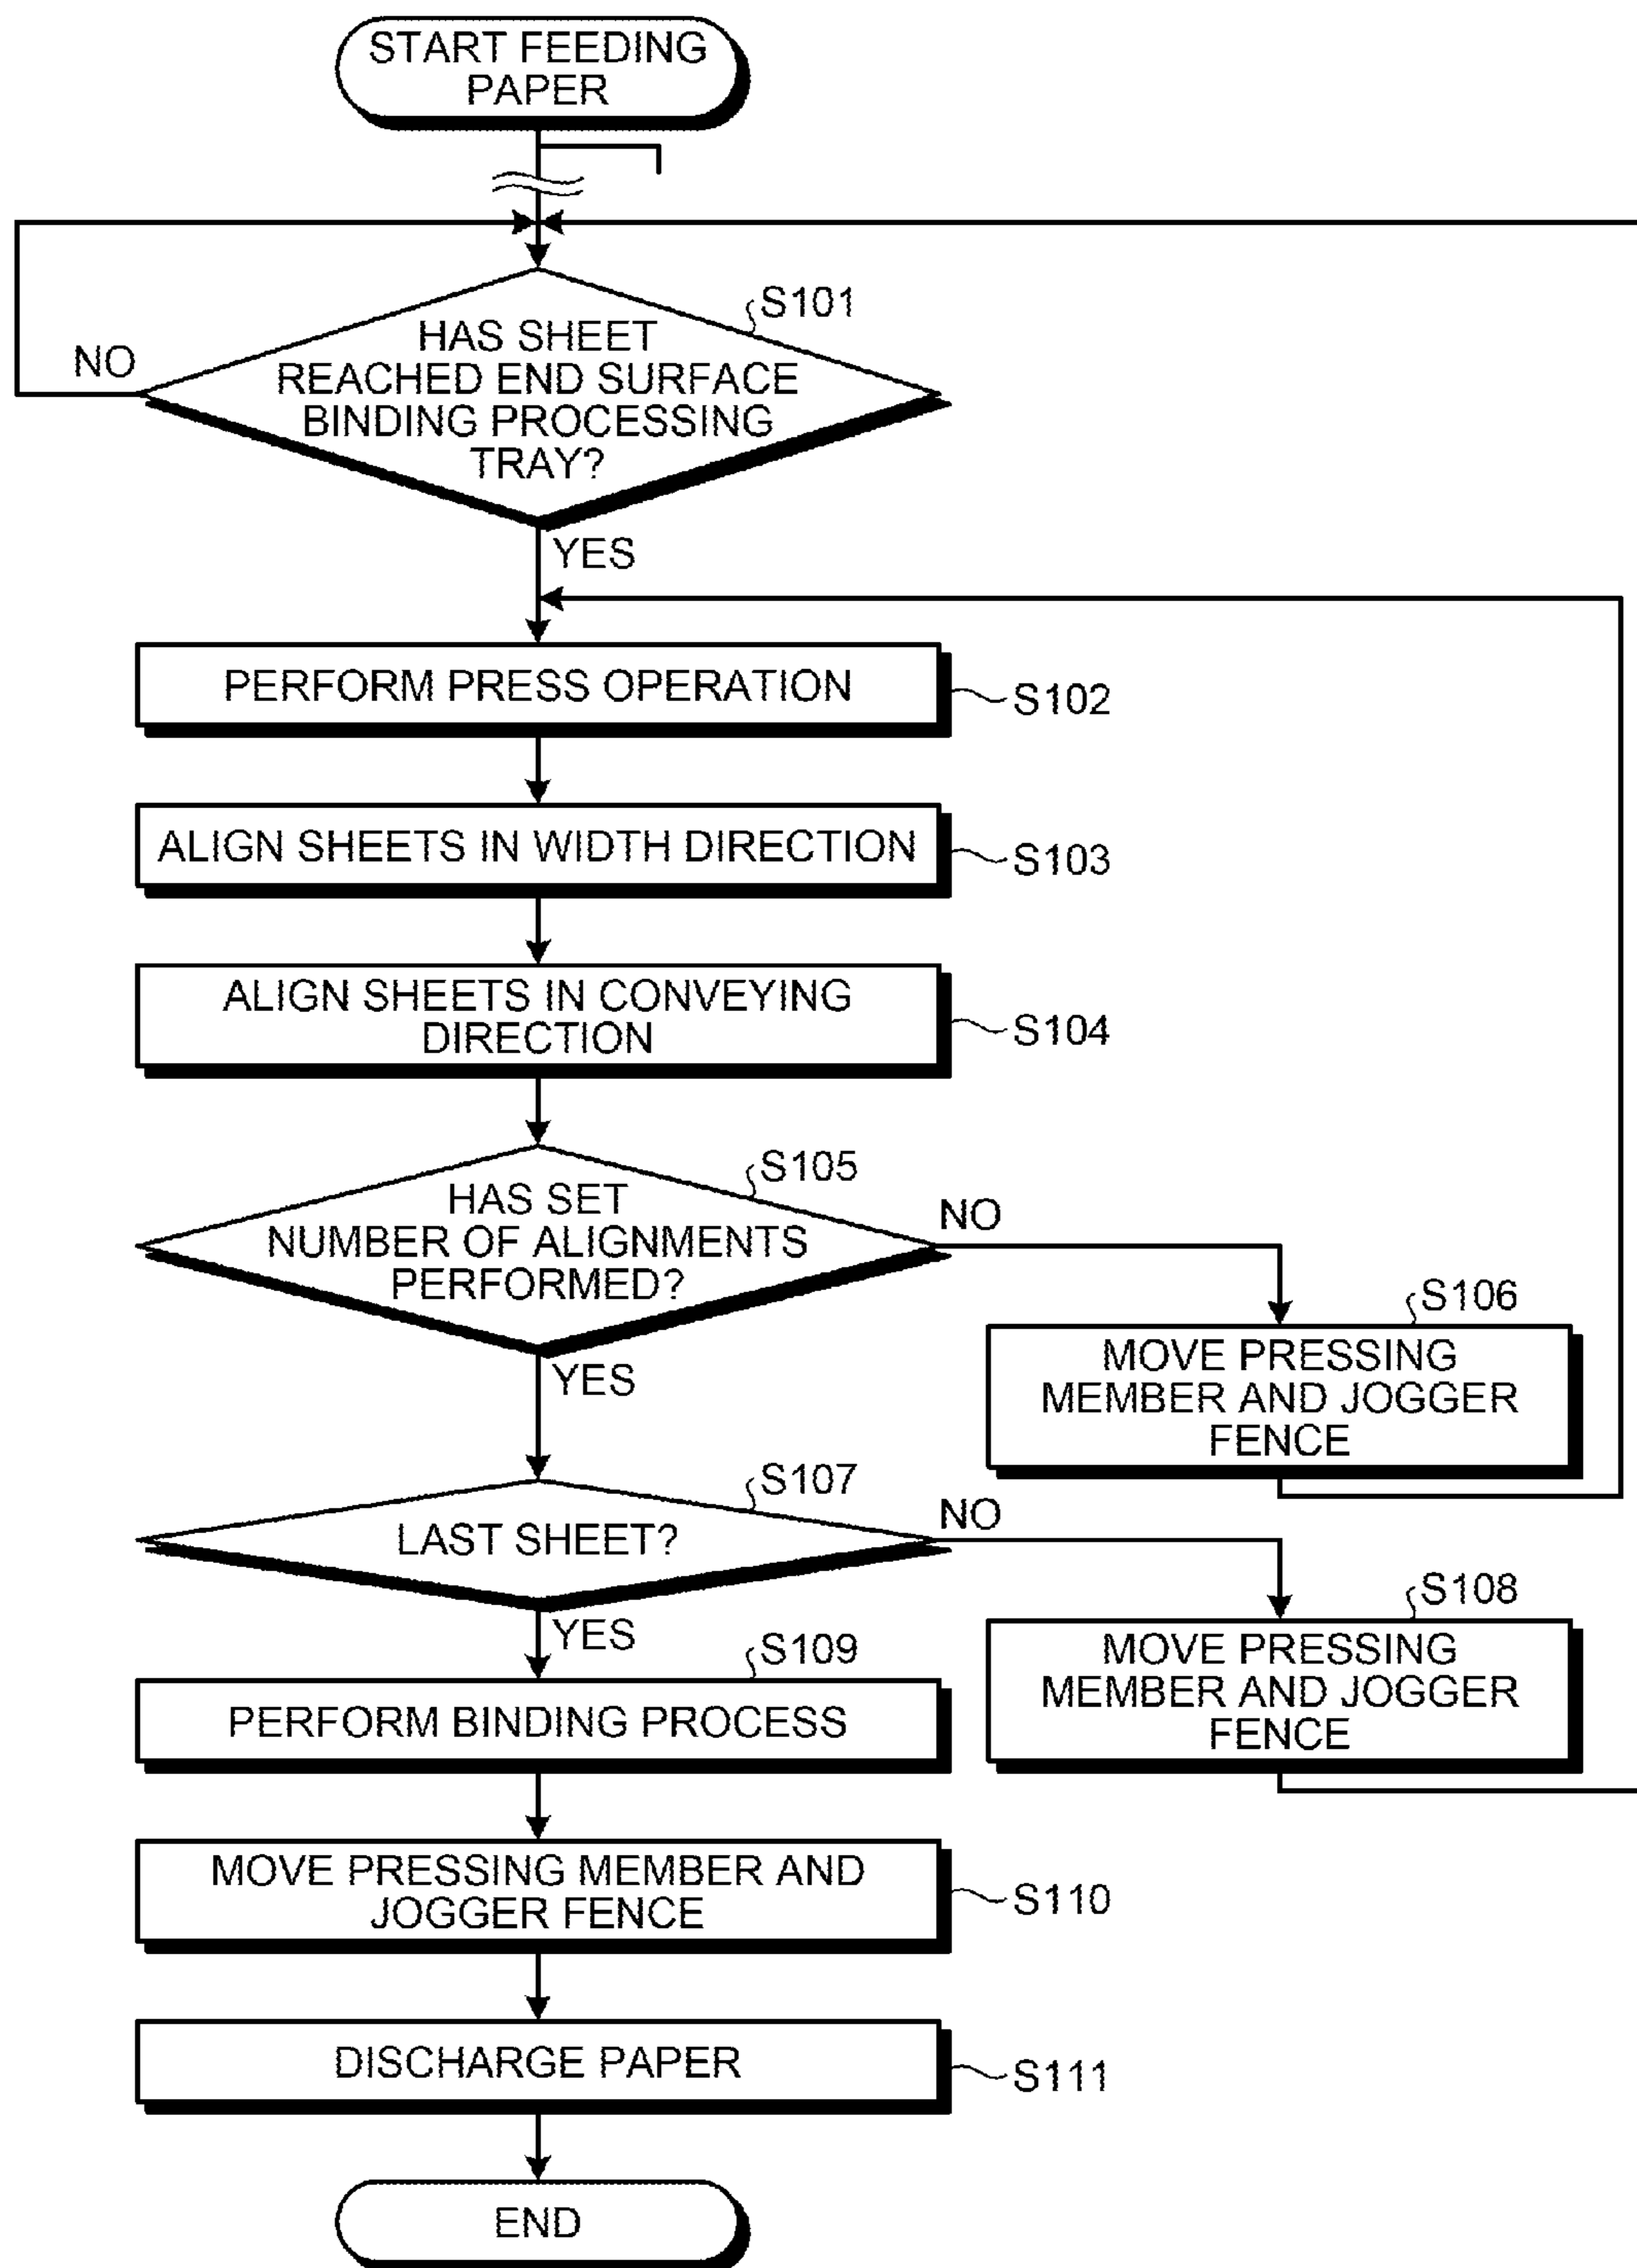 START FEEDING
PAPER
S101
HAS SHEET
REACHED END SURFACE
BINDING PROCESSING
TRAY?
NO
YES
PERFORM PRESS OPERATION
S102
ALIGN SHEETS IN WIDTH DIRECTION
S103
ALIGN SHEETS IN CONVEYING
DIRECTION
S104
S105
HAS SET
NUMBER OF ALIGNMENTS
PERFORMED?
NO
YES
S106
MOVE PRESSING
MEMBER AND JOGGER
FENCE
S107
LAST SHEET?
NO
YES
S108
MOVE PRESSING
MEMBER AND JOGGER
FENCE
S109
PERFORM BINDING PROCESS
MOVE PRESSING MEMBER AND
JOGGER FENCE
S110
DISCHARGE PAPER
S111
END